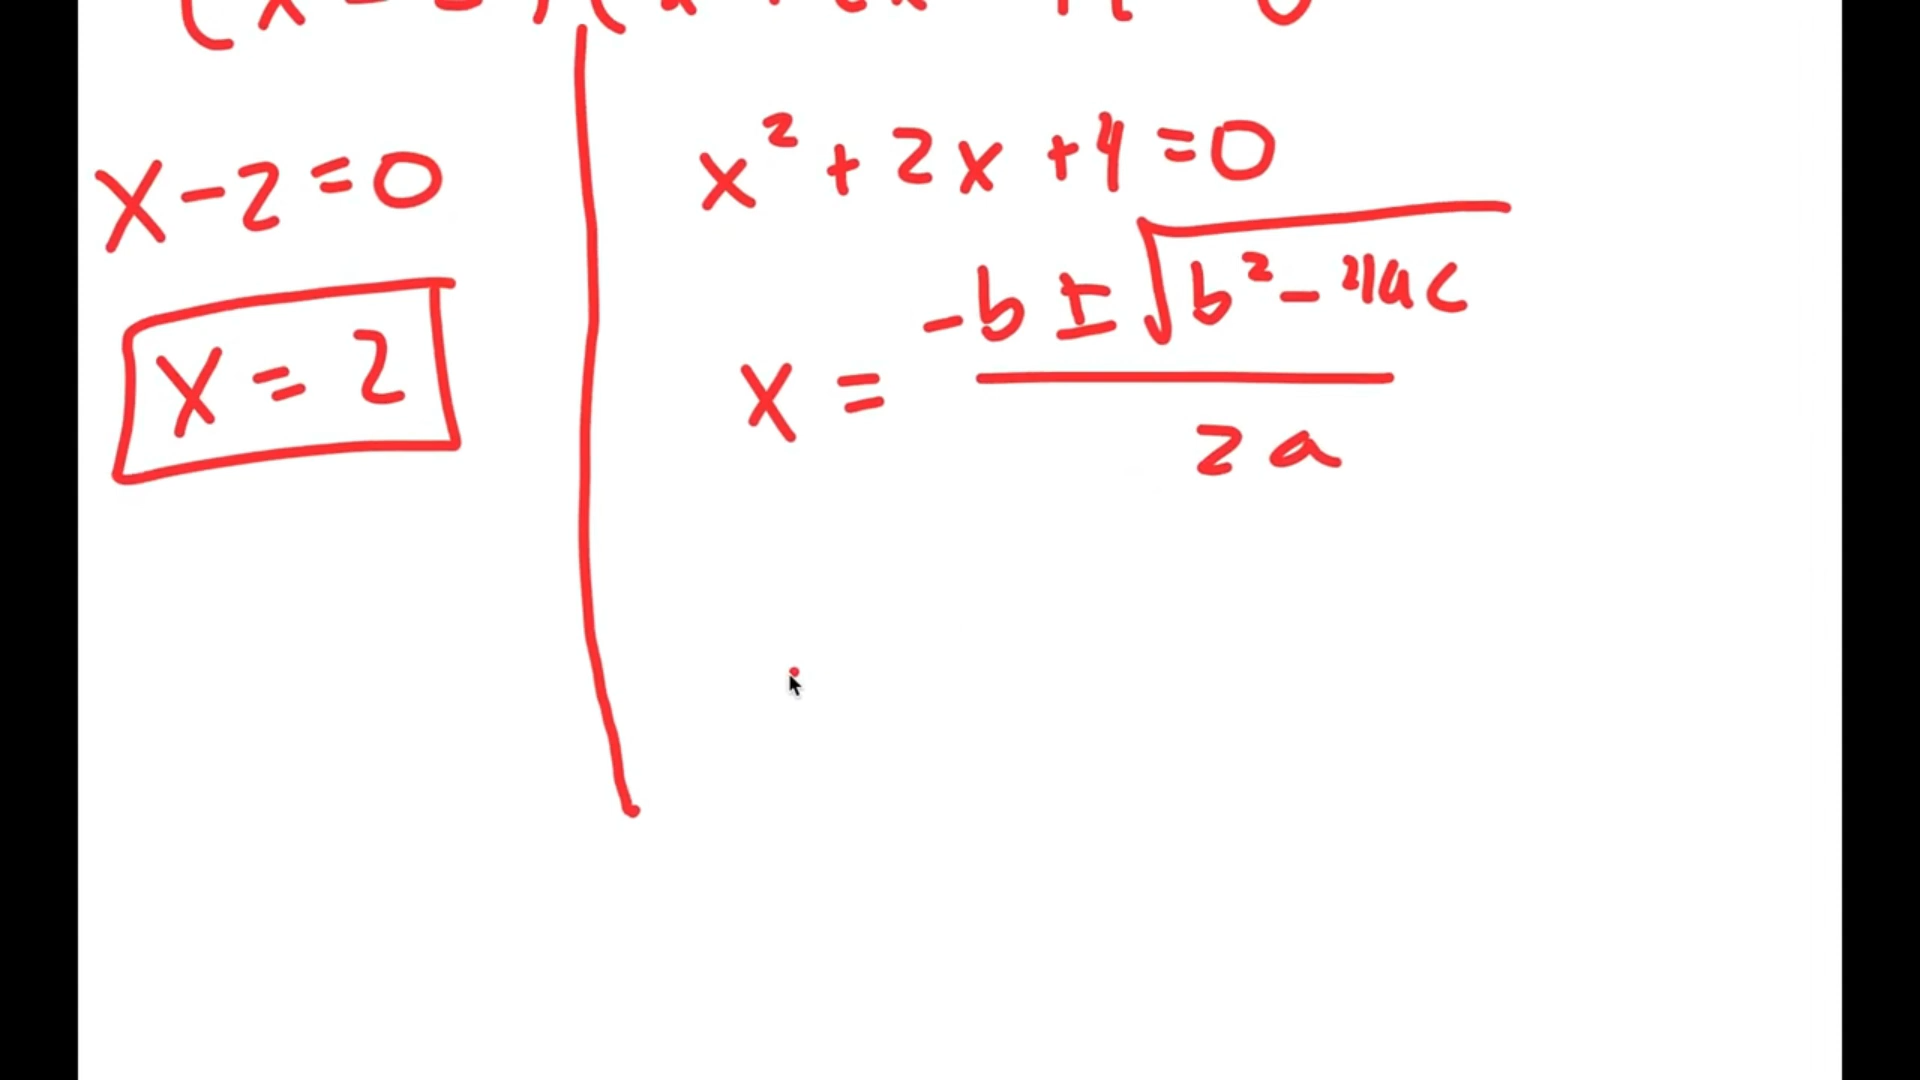 x - 2 = 0
x = 2
x² + 2x + 4 = 0
x = -b ± √b² - 4ac
2a